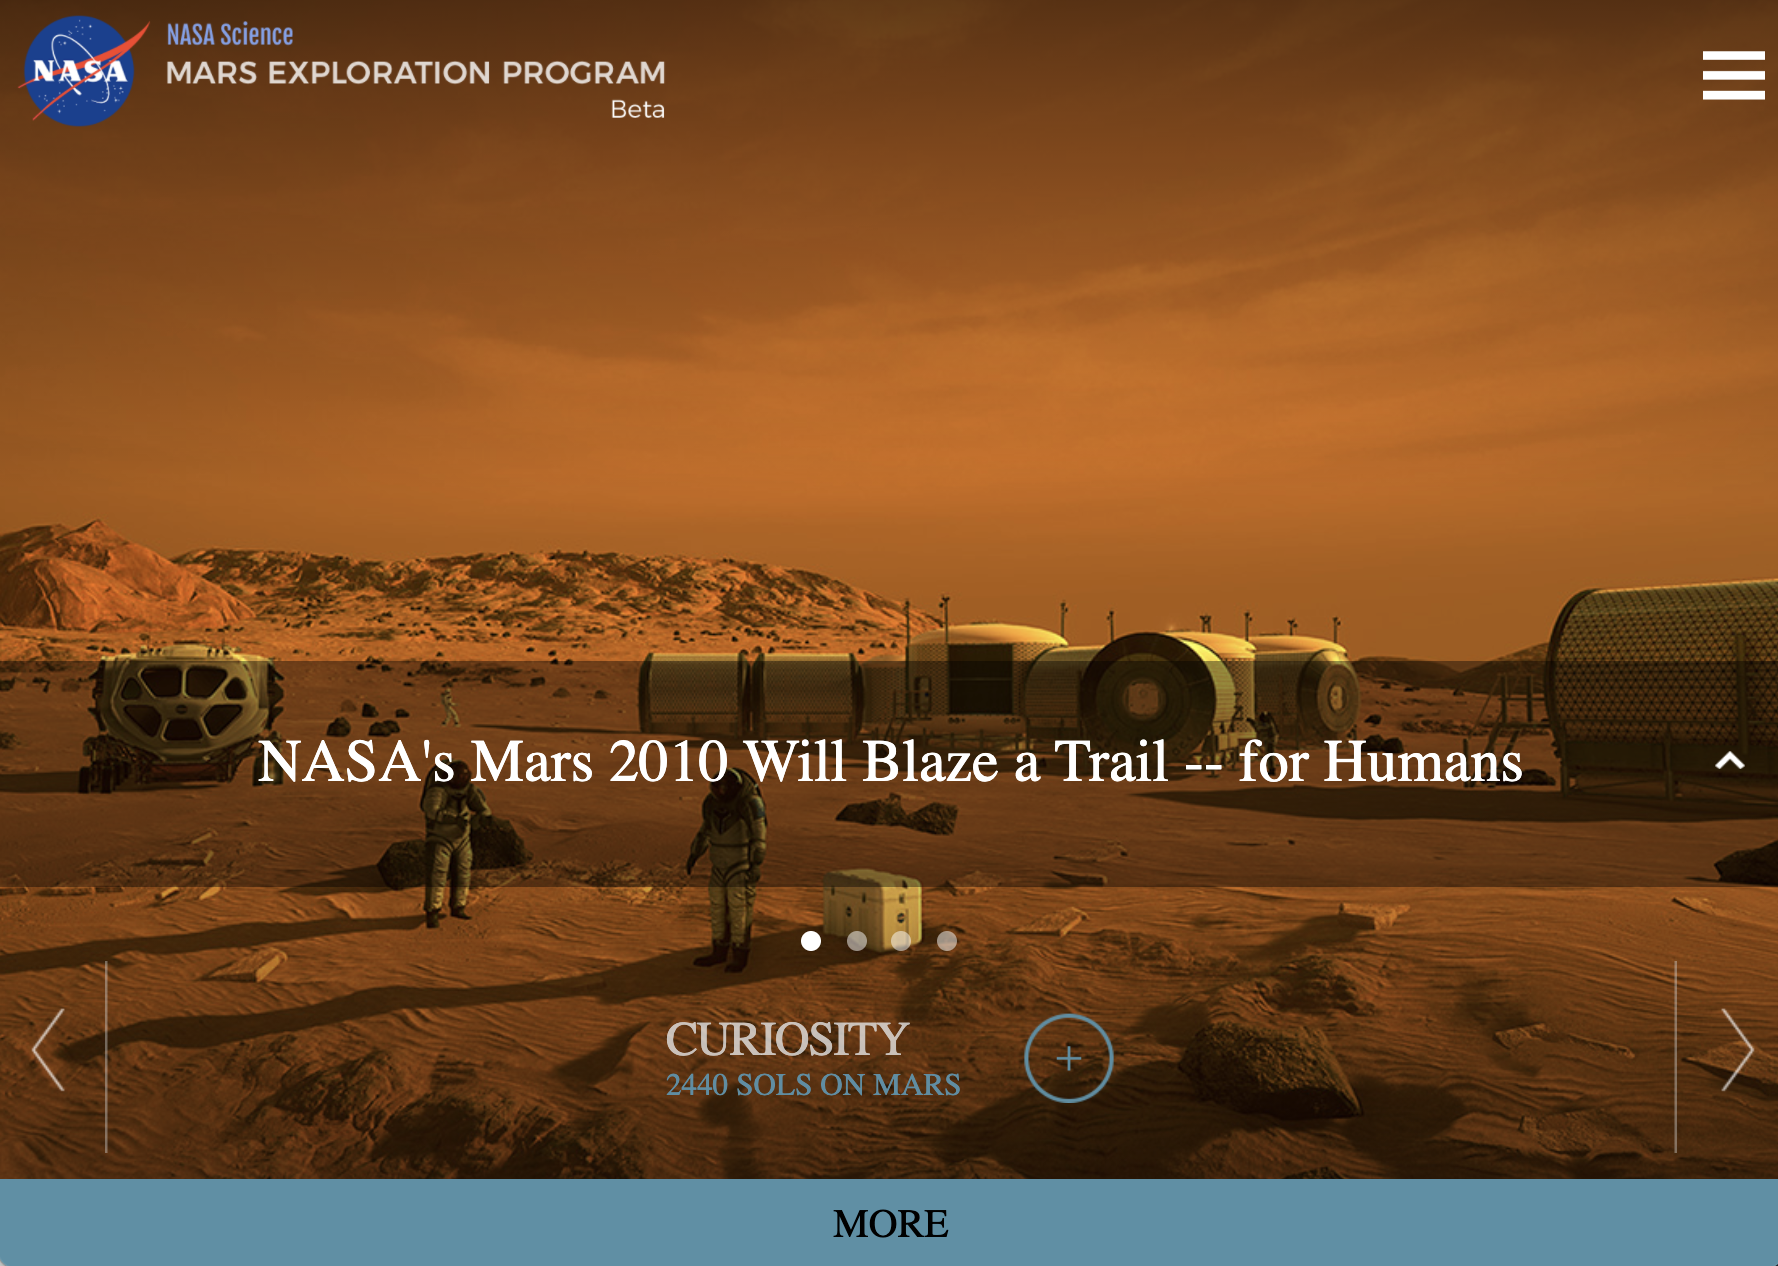 NASA
NASA Science
MARS EXPLORATION PROGRAM
Beta
NASA's Mars 2010 Will Blaze a Trail -- for Humans
CURIOSITY
2440 SOLS ON MARS
MORE